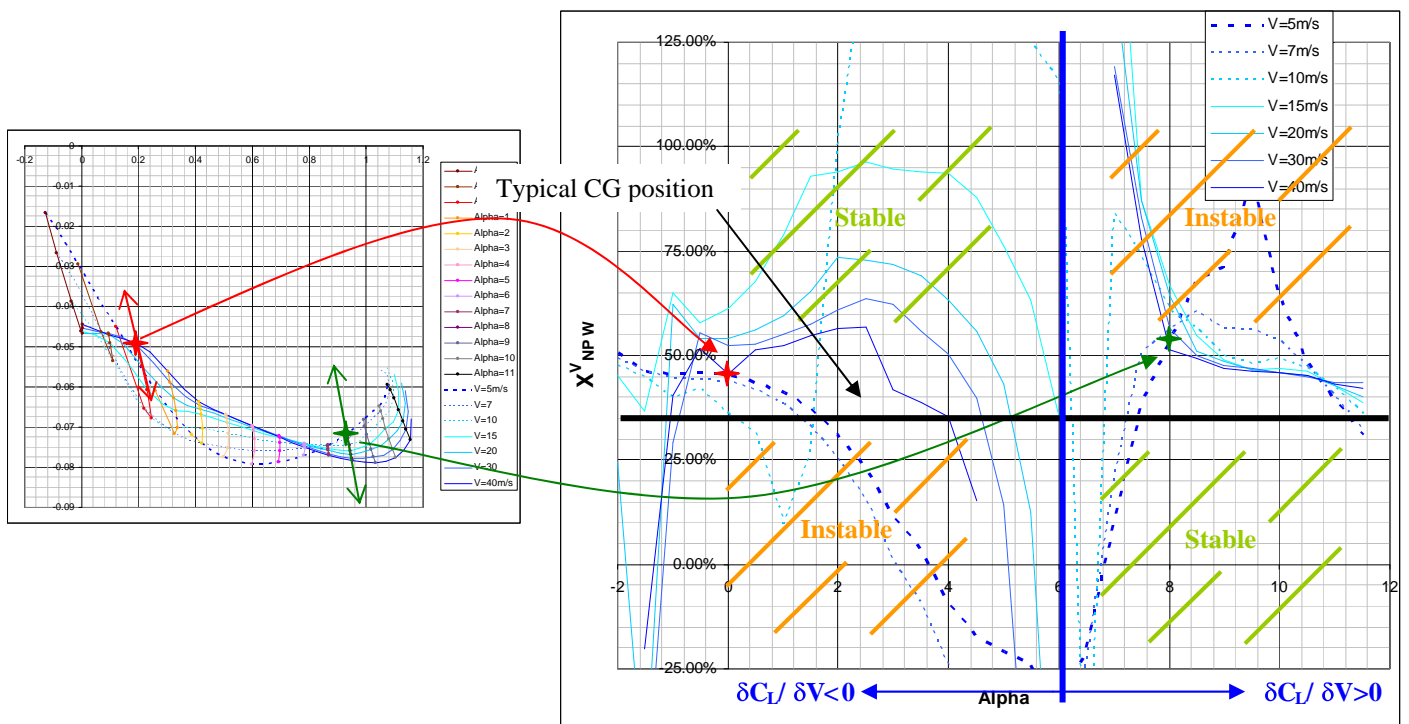 -0.2
0
0.2
0.4
0.6
0.8
1
1.2
0
-0.01
-0.02
-0.03
-0.04
-0.05
-0.06
-0.07
-0.08
-0.09
Alpha=1
Alpha=2
Alpha=3
Alpha=4
Alpha=5
Alpha=6
Alpha=7
Alpha=8
Alpha=9
Alpha=10
Alpha=11
V=5m/s
V=7
V=10
V=15
V=20
V=30
V=40m/s
Typical CG position
X^V NP W
125.00%
100.00%
75.00%
50.00%
25.00%
0.00%
-25.00%
-2
0
2
4
6
8
10
12
V=5m/s
V=7m/s
V=10m/s
V=15m/s
V=20m/s
V=30m/s
V=40m/s
Stable
Instable
Instable
Stable
δC_L/ δV<0
Alpha
δC_L/ δV>0